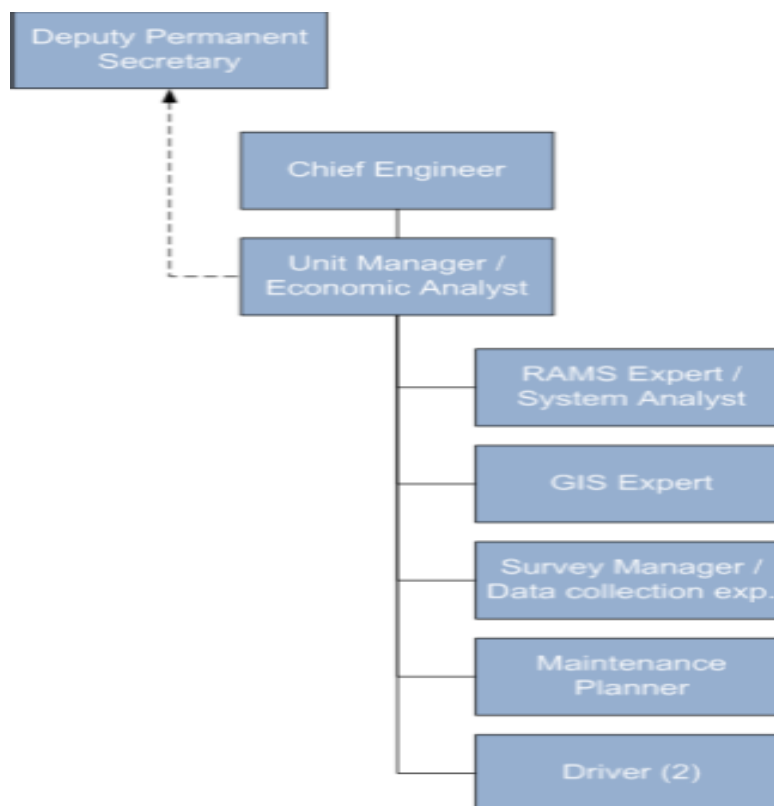 Deputy Permanent
Secretary
Chief Engineer
Unit Manager /
Economic Analyst
RAMS Expert /
System Analyst
GIS Expert
Survey Manager /
Data collection exp.
Maintenance
Planner
Driver (2)